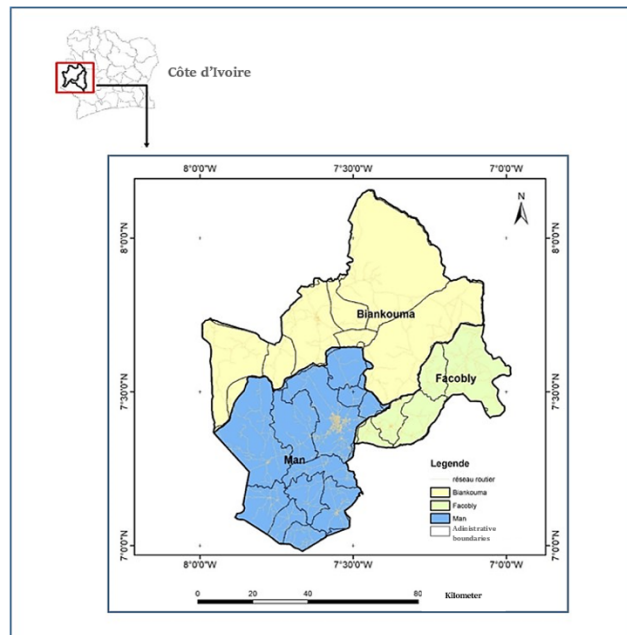 Côte d'Ivoire
8°0'0"W
7°30'0"W
7°0'0"W
N
8°0'0"N
8°0'0"N
Biankouma
Facobly
7°30'0"N
7°30'0"N
Man
Legende
réseau routier
Biankouma
Facobly
Man
Adinistrative
boundaries
7°0'0"N
7°0'0"N
8°0'0"W
7°30'0"W
7°0'0"W
0 20 40 80 Kilometer